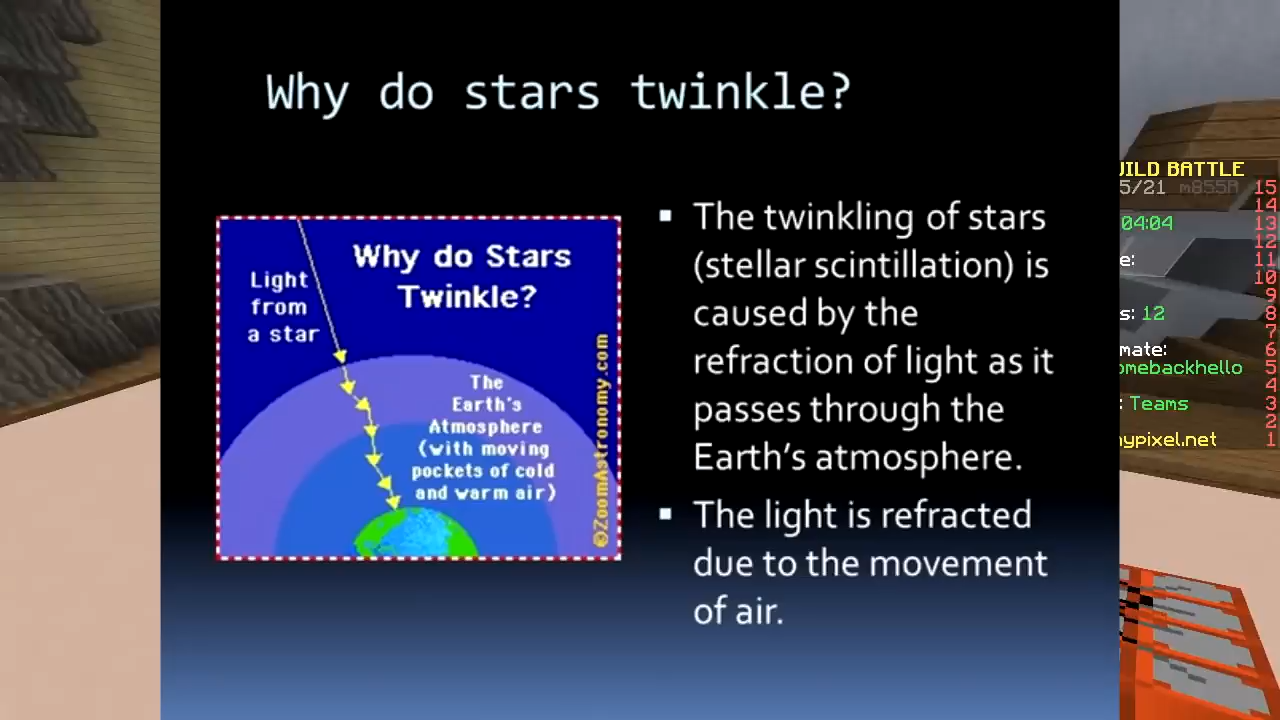 Why do stars twinkle?
Why do Stars
Twinkle?
Light
from
a star
The
Earth's
Atmosphere
(with moving
pockets of cold
and warm air)
©ZoomAstronomy.com
▪ The twinkling of stars
(stellar scintillation) is
caused by the
refraction of light as it
passes through the
Earth's atmosphere.
▪ The light is refracted
due to the movement
of air.
UILD BATTLE
5/21 m855A 15
14
04:04 13
12
e: 11
10
9
s: 12 8
7
mate: 6
omebackhello 5
4
: Teams 3
2
ypixel.net 1